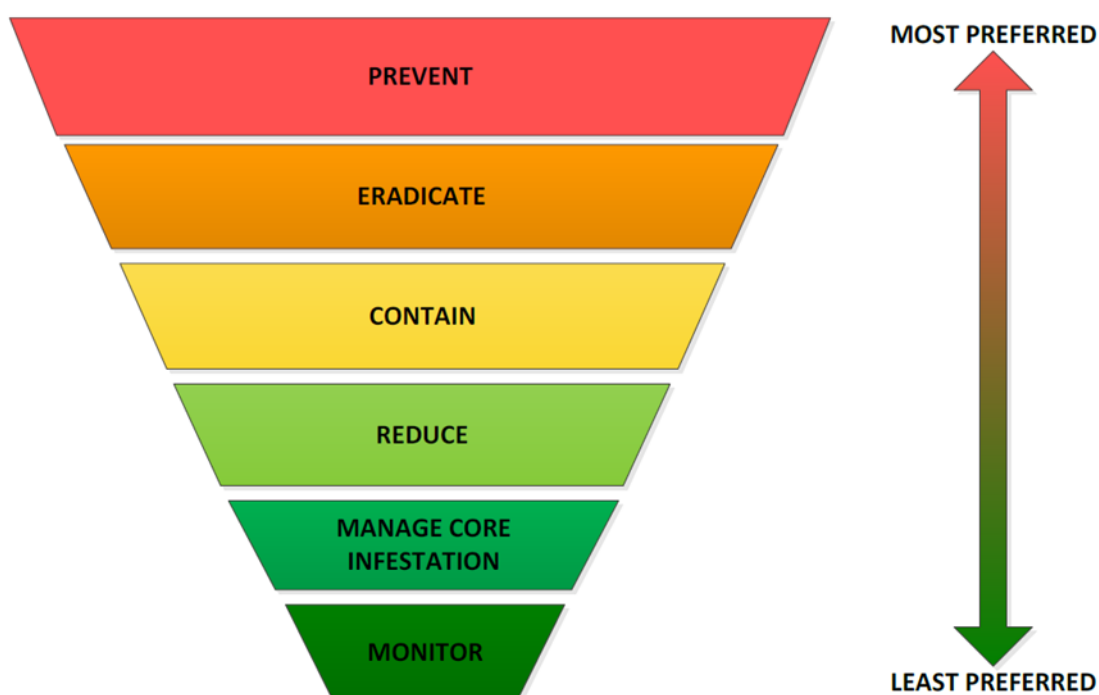 MOST PREFERRED
PREVENT
ERADICATE
CONTAIN
REDUCE
MANAGE CORE
INFESTATION
MONITOR
LEAST PREFERRED